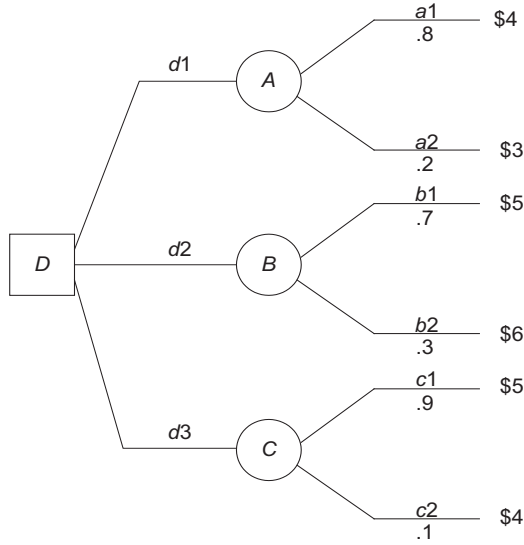 a1 $4
.8
d1 A
a2 $3
.2
b1 $5
.7
D d2 B
b2 $6
.3
c1 $5
.9
d3 C
c2 $4
.1